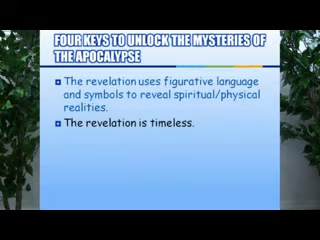 FOUR KEYS TO UNLOCK THE MYSTERIES OF
THE APOCALYPSE
The revelation uses figurative language
and symbols to reveal spiritual/physical
realities.
The revelation is timeless.